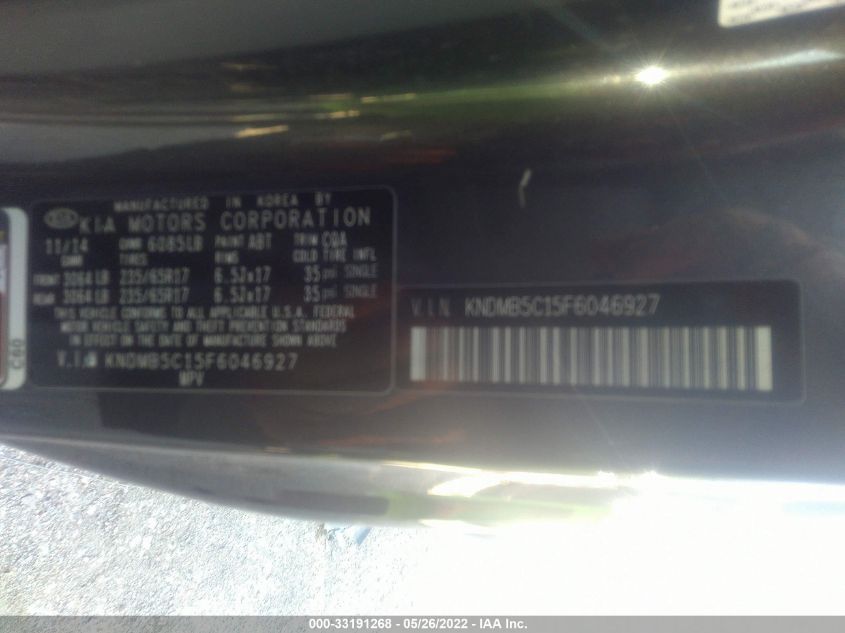 MANUFACTURED IN KOREA BY
KIA MOTORS CORPORATION
11/14 GVWR 6085LB PAINT ABT TRIM CQA
GAWR TIRES RIMS COLD TIRE INFL
FRONT 3064LB 235/65R17 6.5Jx17 35psi SINGLE
REAR 3064LB 235/65R17 6.5Jx17 35psi SINGLE
THIS VEHICLE CONFORMS TO ALL APPLICABLE U.S.A. FEDERAL
MOTOR VEHICLE SAFETY AND THEFT PREVENTION STANDARDS
IN EFFECT ON THE DATE OF MANUFACTURE SHOWN ABOVE
V.I.N KNDMB5C15F6046927
MPV
V.I.N. KNDMB5C15F6046927
C60
000-33191268 - 05/26/2022 - IAA Inc.